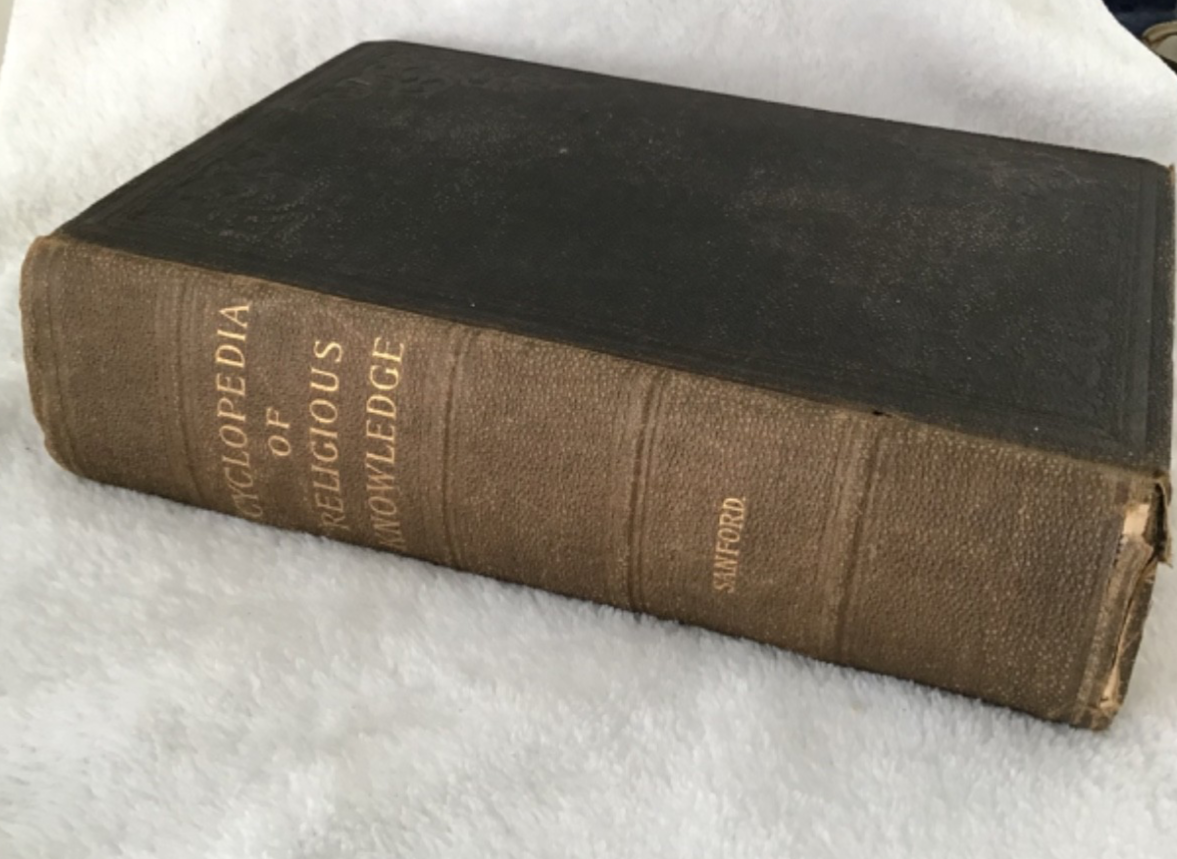 CYCLOPEDIA
OF
RELIGIOUS
KNOWLEDGE
SANFORD.